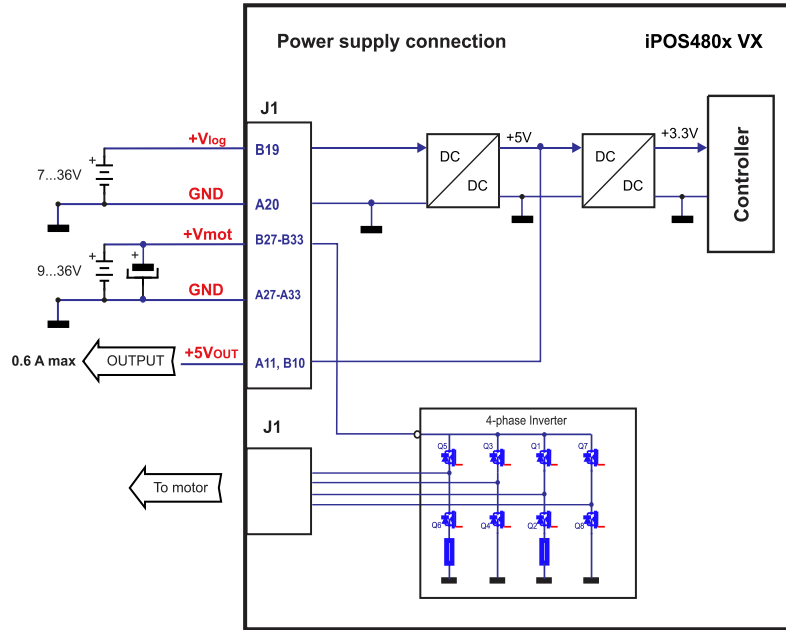 Power supply connection
iPOS480x VX
J1
+Vlog
B19
7...36V
GND
A20
+Vmot
B27-B33
9...36V
GND
A27-A33
+5VOUT
A11, B10
0.6 A max
OUTPUT
DC
DC
+5V
DC
DC
+3.3V
Controller
J1
To motor
4-phase Inverter
Q5
Q3
Q1
Q7
Q6
Q4
Q2
Q8